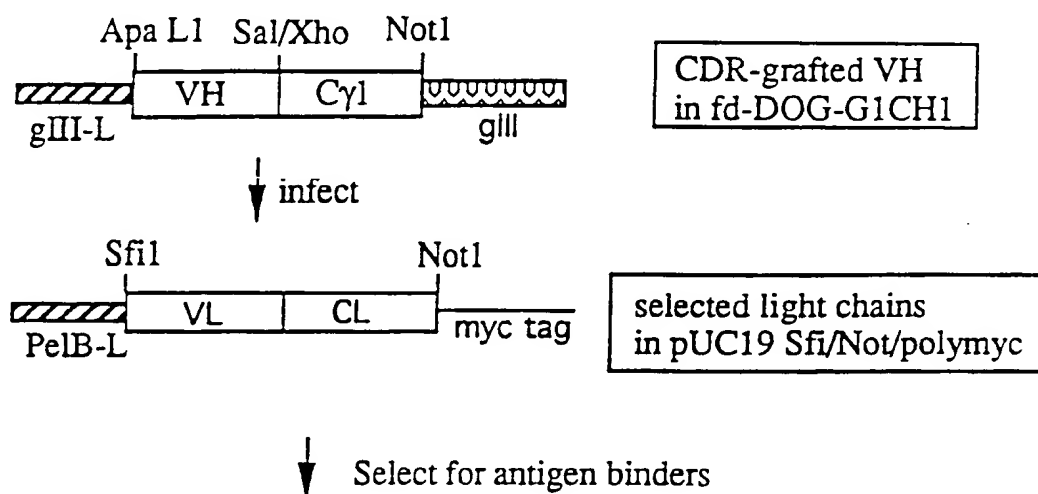 Apa L1 Sal/Xho Not1
VH Cγ1
gIII-L gIII
CDR-grafted VH
in fd-DOG-G1CH1
infect
Sfi1 Not1
VL CL
PelB-L myc tag
selected light chains
in pUC19 Sfi/Not/polymyc
Select for antigen binders